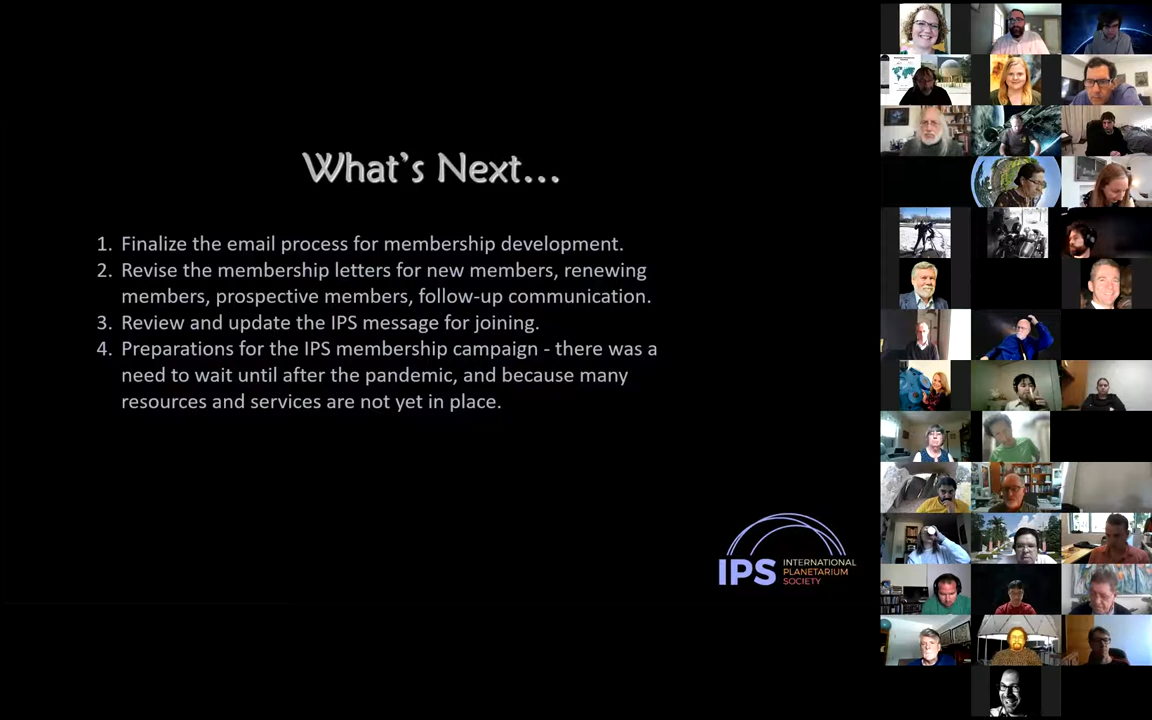 What's Next...
1. Finalize the email process for membership development.
2. Revise the membership letters for new members, renewing
members, prospective members, follow-up communication.
3. Review and update the IPS message for joining.
4. Preparations for the IPS membership campaign - there was a
need to wait until after the pandemic, and because many
resources and services are not yet in place.
IPS INTERNATIONAL
PLANETARIUM
SOCIETY